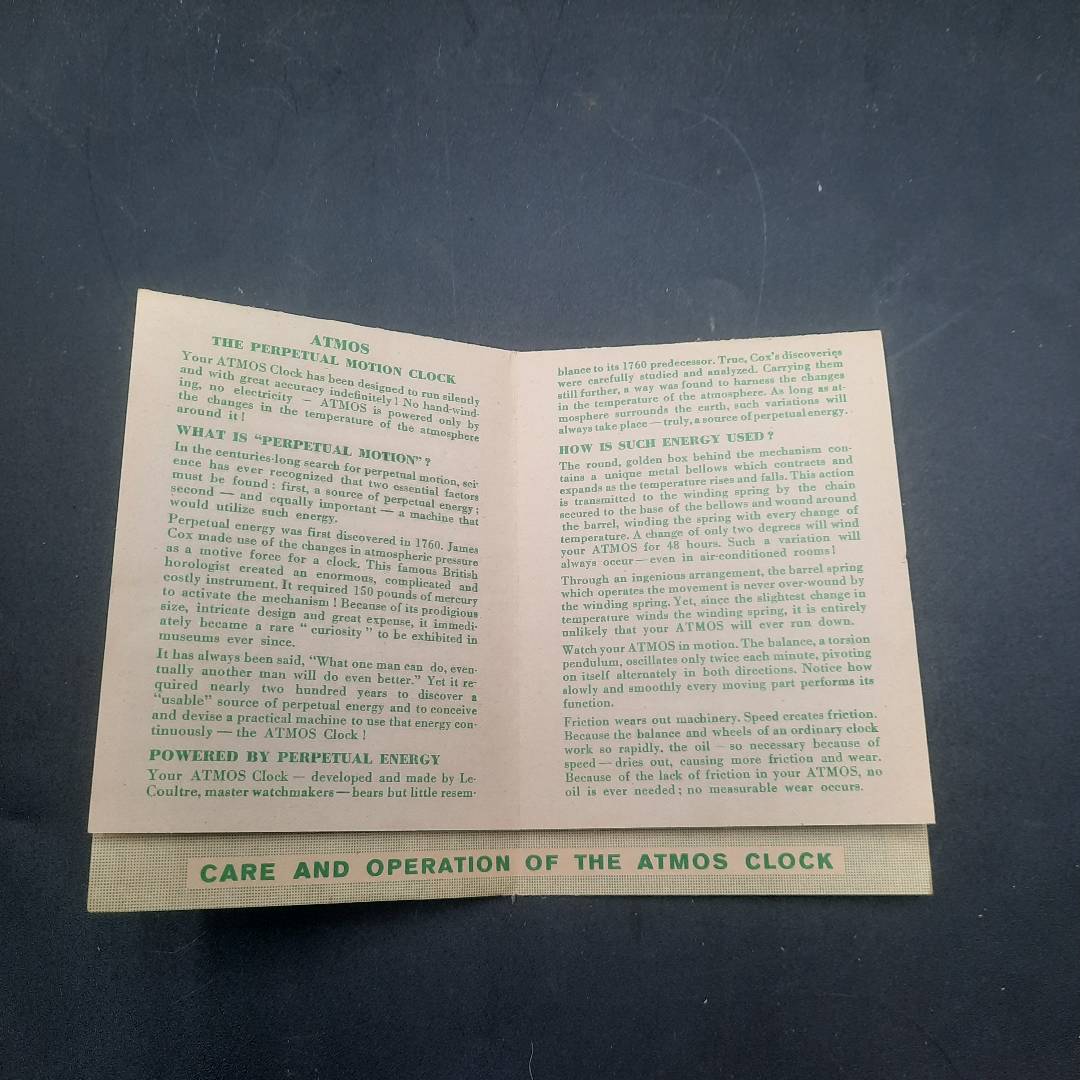 ATMOS
THE PERPETUAL MOTION CLOCK
Your ATMOS Clock has been designed to run silently
and with great accuracy indefinitely! No hand-wind-
ing, no electricity — ATMOS is powered only by
the changes in the temperature of the atmosphere
around it!
WHAT IS "PERPETUAL MOTION"?
In the centuries-long search for perpetual motion, sci-
ence has ever recognized that two essential factors
must be found: first, a source of perpetual energy;
second — and equally important — a machine that
would utilize such energy.
Perpetual energy was first discovered in 1760. James
Cox made use of the changes in atmospheric pressure
as a motive force for a clock. This famous British
horologist created an enormous, complicated and
costly instrument. It required 150 pounds of mercury
to activate the mechanism! Because of its prodigious
size, intricate design and great expense, it immedi-
ately became a rare "curiosity" to be exhibited in
museums ever since.
It has always been said, "What one man can do, even-
tually another man will do even better." Yet it re-
quired nearly two hundred years to discover a
"usable" source of perpetual energy and to conceive
and devise a practical machine to use that energy con-
tinuously — the ATMOS Clock!
POWERED BY PERPETUAL ENERGY
Your ATMOS Clock — developed and made by Le-
Coultre, master watchmakers — bears but little resem-
blance to its 1760 predecessor. True, Cox's discoveries
were carefully studied and analyzed. Carrying them
still further, a way was found to harness the changes
in the temperature of the atmosphere. As long as at-
mosphere surrounds the earth, such variations will
always take place — truly, a source of perpetual energy.
HOW IS SUCH ENERGY USED?
The round, golden box behind the mechanism con-
tains a unique metal bellows which contracts and
expands as the temperature rises and falls. This action
is transmitted to the winding spring by the chain
secured to the base of the bellows and wound around
the barrel, winding the spring with every change of
temperature. A change of only two degrees will wind
your ATMOS for 48 hours. Such a variation will
always occur — even in air-conditioned rooms!
Through an ingenious arrangement, the barrel spring
which operates the movement is never over-wound by
the winding spring. Yet, since the slightest change in
temperature winds the winding spring, it is entirely
unlikely that your ATMOS will ever run down.
Watch your ATMOS in motion. The balance, a torsion
pendulum, oscillates only twice each minute, pivoting
on itself alternately in both directions. Notice how
slowly and smoothly every moving part performs its
function.
Friction wears out machinery. Speed creates friction.
Because the balance and wheels of an ordinary clock
work so rapidly, the oil — so necessary because of
speed — dries out, causing more friction and wear.
Because of the lack of friction in your ATMOS, no
oil is ever needed; no measurable wear occurs.
CARE AND OPERATION OF THE ATMOS CLOCK